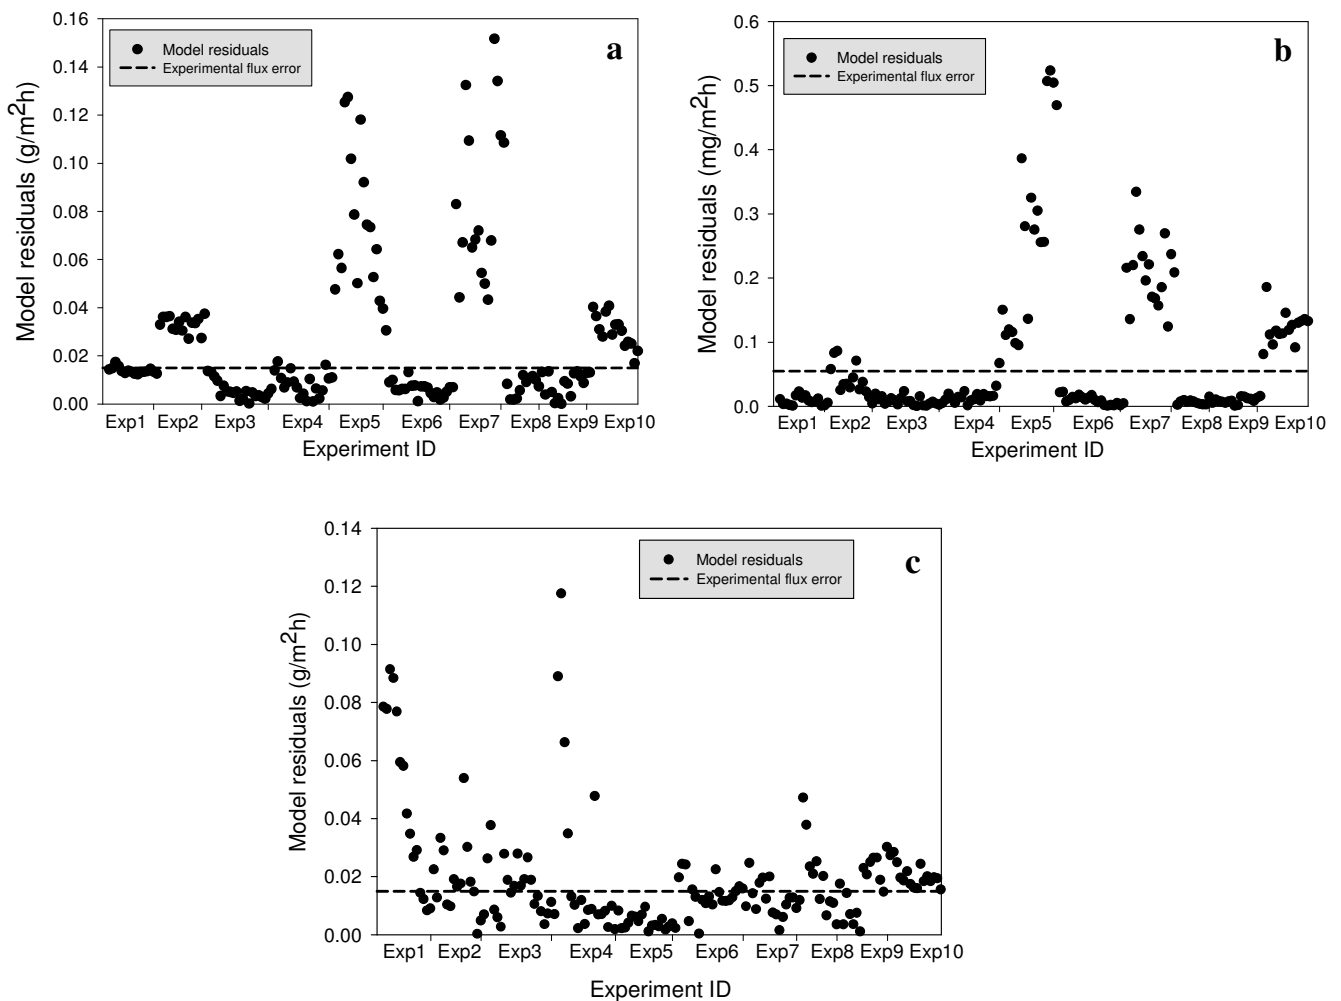 0.16
0.14
0.12
0.10
0.08
0.06
0.04
0.02
0.00
Model residuals (g/m²h)
Model residuals
Experimental flux error
a
Exp1 Exp2 Exp3 Exp4 Exp5 Exp6 Exp7 Exp8 Exp9 Exp10
Experiment ID
0.6
0.5
0.4
0.3
0.2
0.1
0.0
Model residuals (mg/m²h)
Model residuals
Experimental flux error
b
Exp1 Exp2 Exp3 Exp4 Exp5 Exp6 Exp7 Exp8 Exp9 Exp10
Experiment ID
0.14
0.12
0.10
0.08
0.06
0.04
0.02
0.00
Model residuals (g/m²h)
Model residuals
Experimental flux error
c
Exp1 Exp2 Exp3 Exp4 Exp5 Exp6 Exp7 Exp8 Exp9 Exp10
Experiment ID